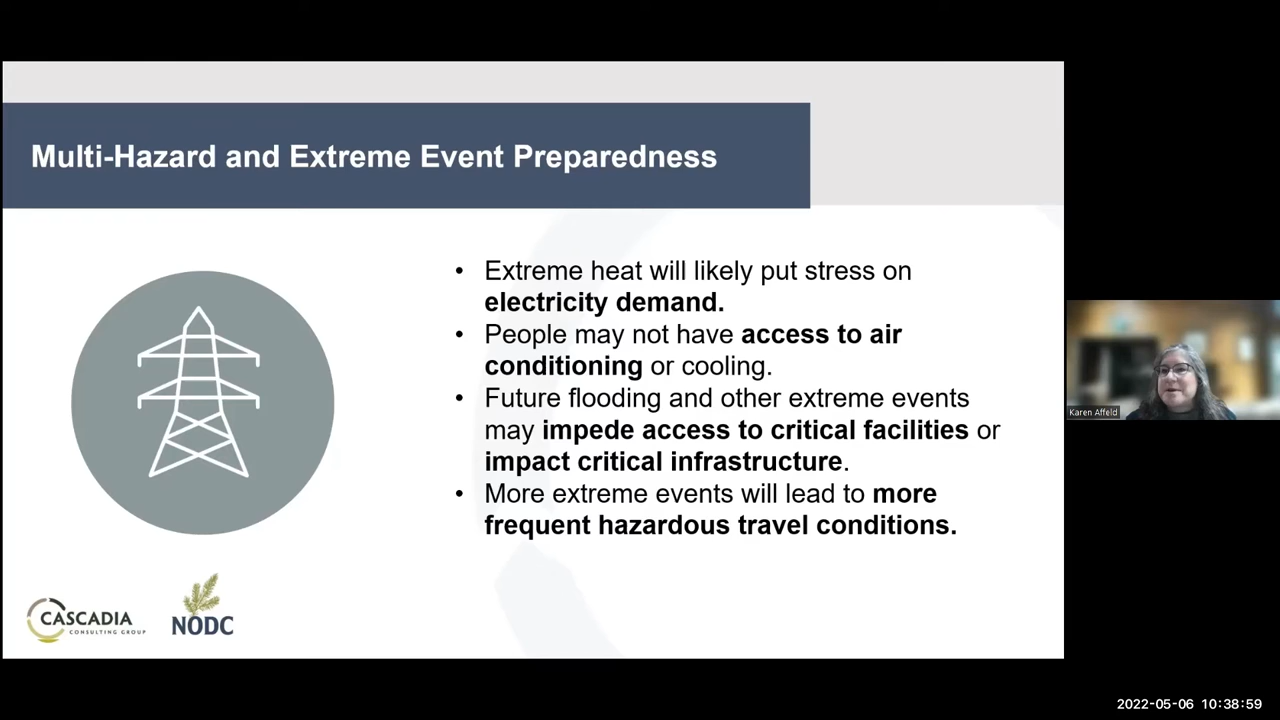 Multi-Hazard and Extreme Event Preparedness
• Extreme heat will likely put stress on
electricity demand.
• People may not have access to air
conditioning or cooling.
• Future flooding and other extreme events
may impede access to critical facilities or
impact critical infrastructure.
• More extreme events will lead to more
frequent hazardous travel conditions.
CASCADIA
CONSULTING GROUP
NODC
Karen Affeld
2022-05-06 10:38:59